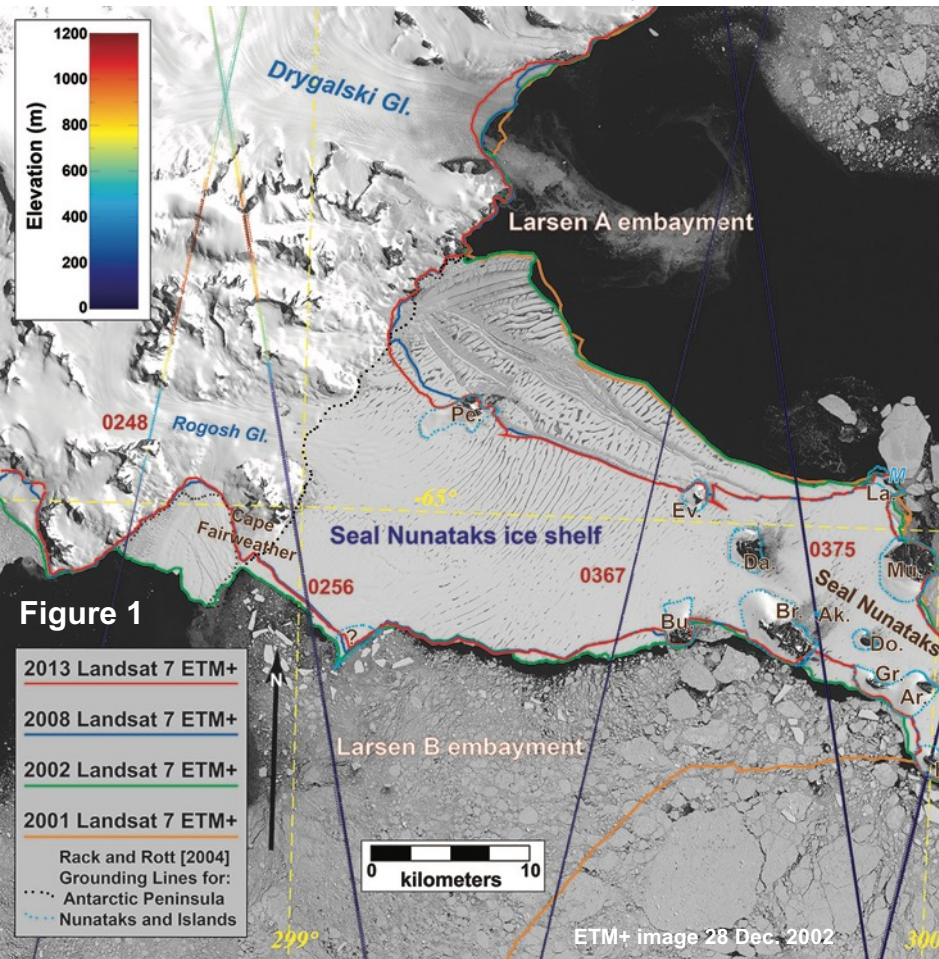 1200
1000
800
600
400
200
0
Elevation (m)
Drygalski Gl.
Larsen A embayment
0248
Rogosh Gl.
Pe.
-65°
Ev.
La.
M
Cape
Fairweather
Seal Nunataks ice shelf
Da.
0375
Mu.
0367
0256
Seal Nunataks
Figure 1
?
Bu.
Br.
Ak.
Do.
Gr.
Ar.
N
2013 Landsat 7 ETM+
2008 Landsat 7 ETM+
2002 Landsat 7 ETM+
2001 Landsat 7 ETM+
Rack and Rott [2004]
Grounding Lines for:
Antarctic Peninsula
Nunataks and Islands
Larsen B embayment
0 10
kilometers
299°
ETM+ image 28 Dec. 2002
300